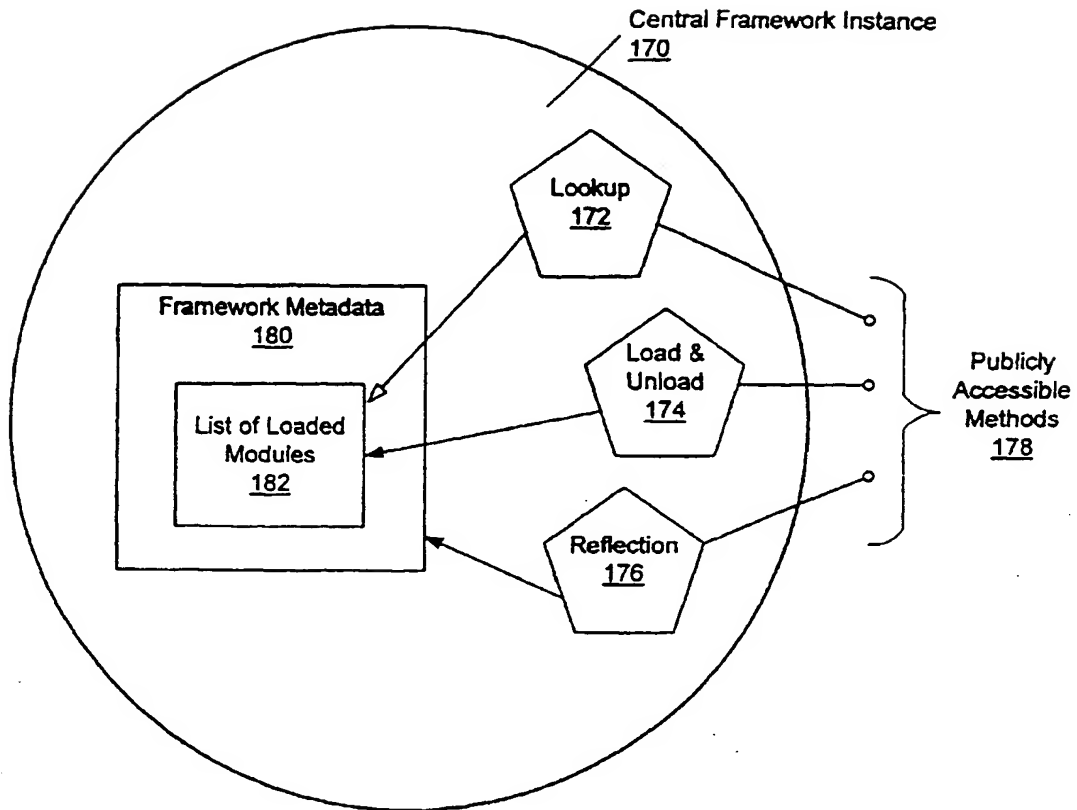 Central Framework Instance
170
Lookup
172
Framework Metadata
180
List of Loaded
Modules
182
Load &
Unload
174
Reflection
176
Publicly
Accessible
Methods
178